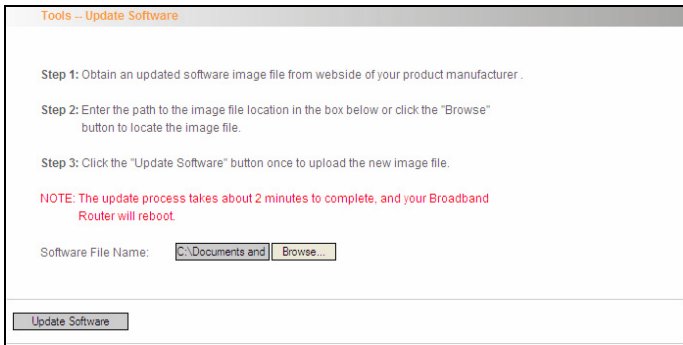 Tools -- Update Software
Step 1: Obtain an updated software image file from webside of your product manufacturer .
Step 2: Enter the path to the image file location in the box below or click the "Browse"
button to locate the image file.
Step 3: Click the "Update Software" button once to upload the new image file.
NOTE: The update process takes about 2 minutes to complete, and your Broadband
Router will reboot.
Software File Name: C:\Documents and Browse...
Update Software